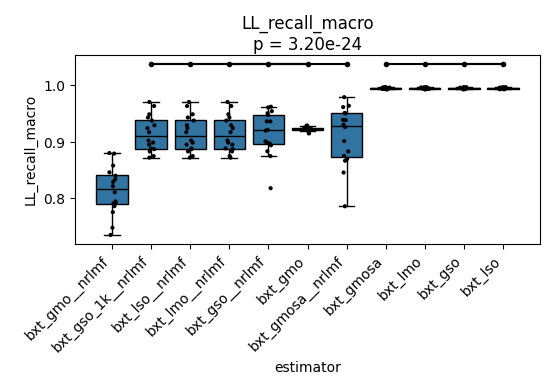 LL_recall_macro
p = 3.20e-24
LL_recall_macro
1.0
0.9
0.8
bxt_gmo__nrlmf
bxt_gso_1k__nrlmf
bxt_lso__nrlmf
bxt_lmo__nrlmf
bxt_gso__nrlmf
bxt_gmo
bxt_gmosa__nrlmf
bxt_gmosa
bxt_lmo
bxt_gso
bxt_lso
estimator